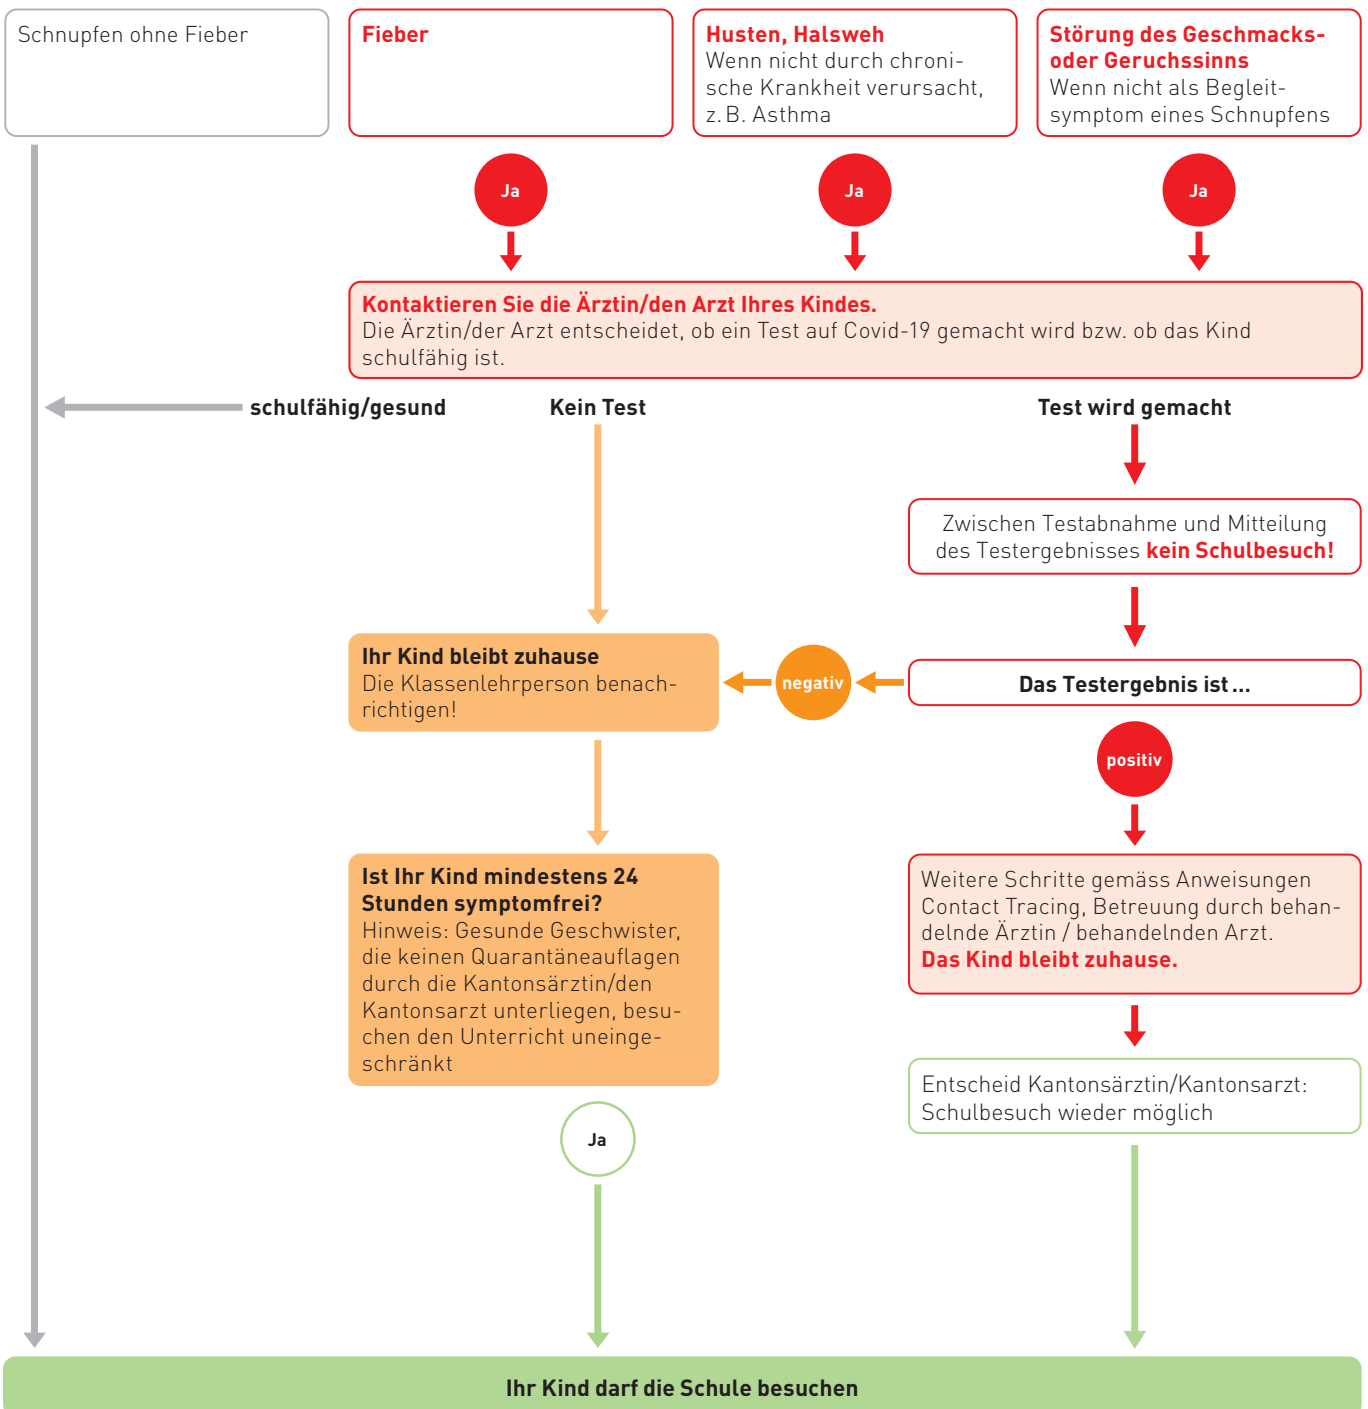 Schnupfen ohne Fieber
Fieber
Husten, Halsweh
Wenn nicht durch chroni-
sche Krankheit verursacht,
z. B. Asthma
Störung des Geschmacks-
oder Geruchssinns
Wenn nicht als Begleit-
symptom eines Schnupfens
Ja
Ja
Ja
Kontaktieren Sie die Ärztin/den Arzt Ihres Kindes.
Die Ärztin/der Arzt entscheidet, ob ein Test auf Covid-19 gemacht wird bzw. ob das Kind
schulfähig ist.
schulfähig/gesund
Kein Test
Test wird gemacht
Zwischen Testabnahme und Mitteilung
des Testergebnisses kein Schulbesuch!
Ihr Kind bleibt zuhause
Die Klassenlehrperson benach-
richtigen!
negativ
Das Testergebnis ist ...
positiv
Ist Ihr Kind mindestens 24
Stunden symptomfrei?
Hinweis: Gesunde Geschwister,
die keinen Quarantäneauflagen
durch die Kantonsärztin/den
Kantonsarzt unterliegen, besu-
chen den Unterricht uneinge-
schränkt
Weitere Schritte gemäss Anweisungen
Contact Tracing, Betreuung durch behan-
delnde Ärztin / behandelnden Arzt.
Das Kind bleibt zuhause.
Entscheid Kantonsärztin/Kantonsarzt:
Schulbesuch wieder möglich
Ja
Ihr Kind darf die Schule besuchen